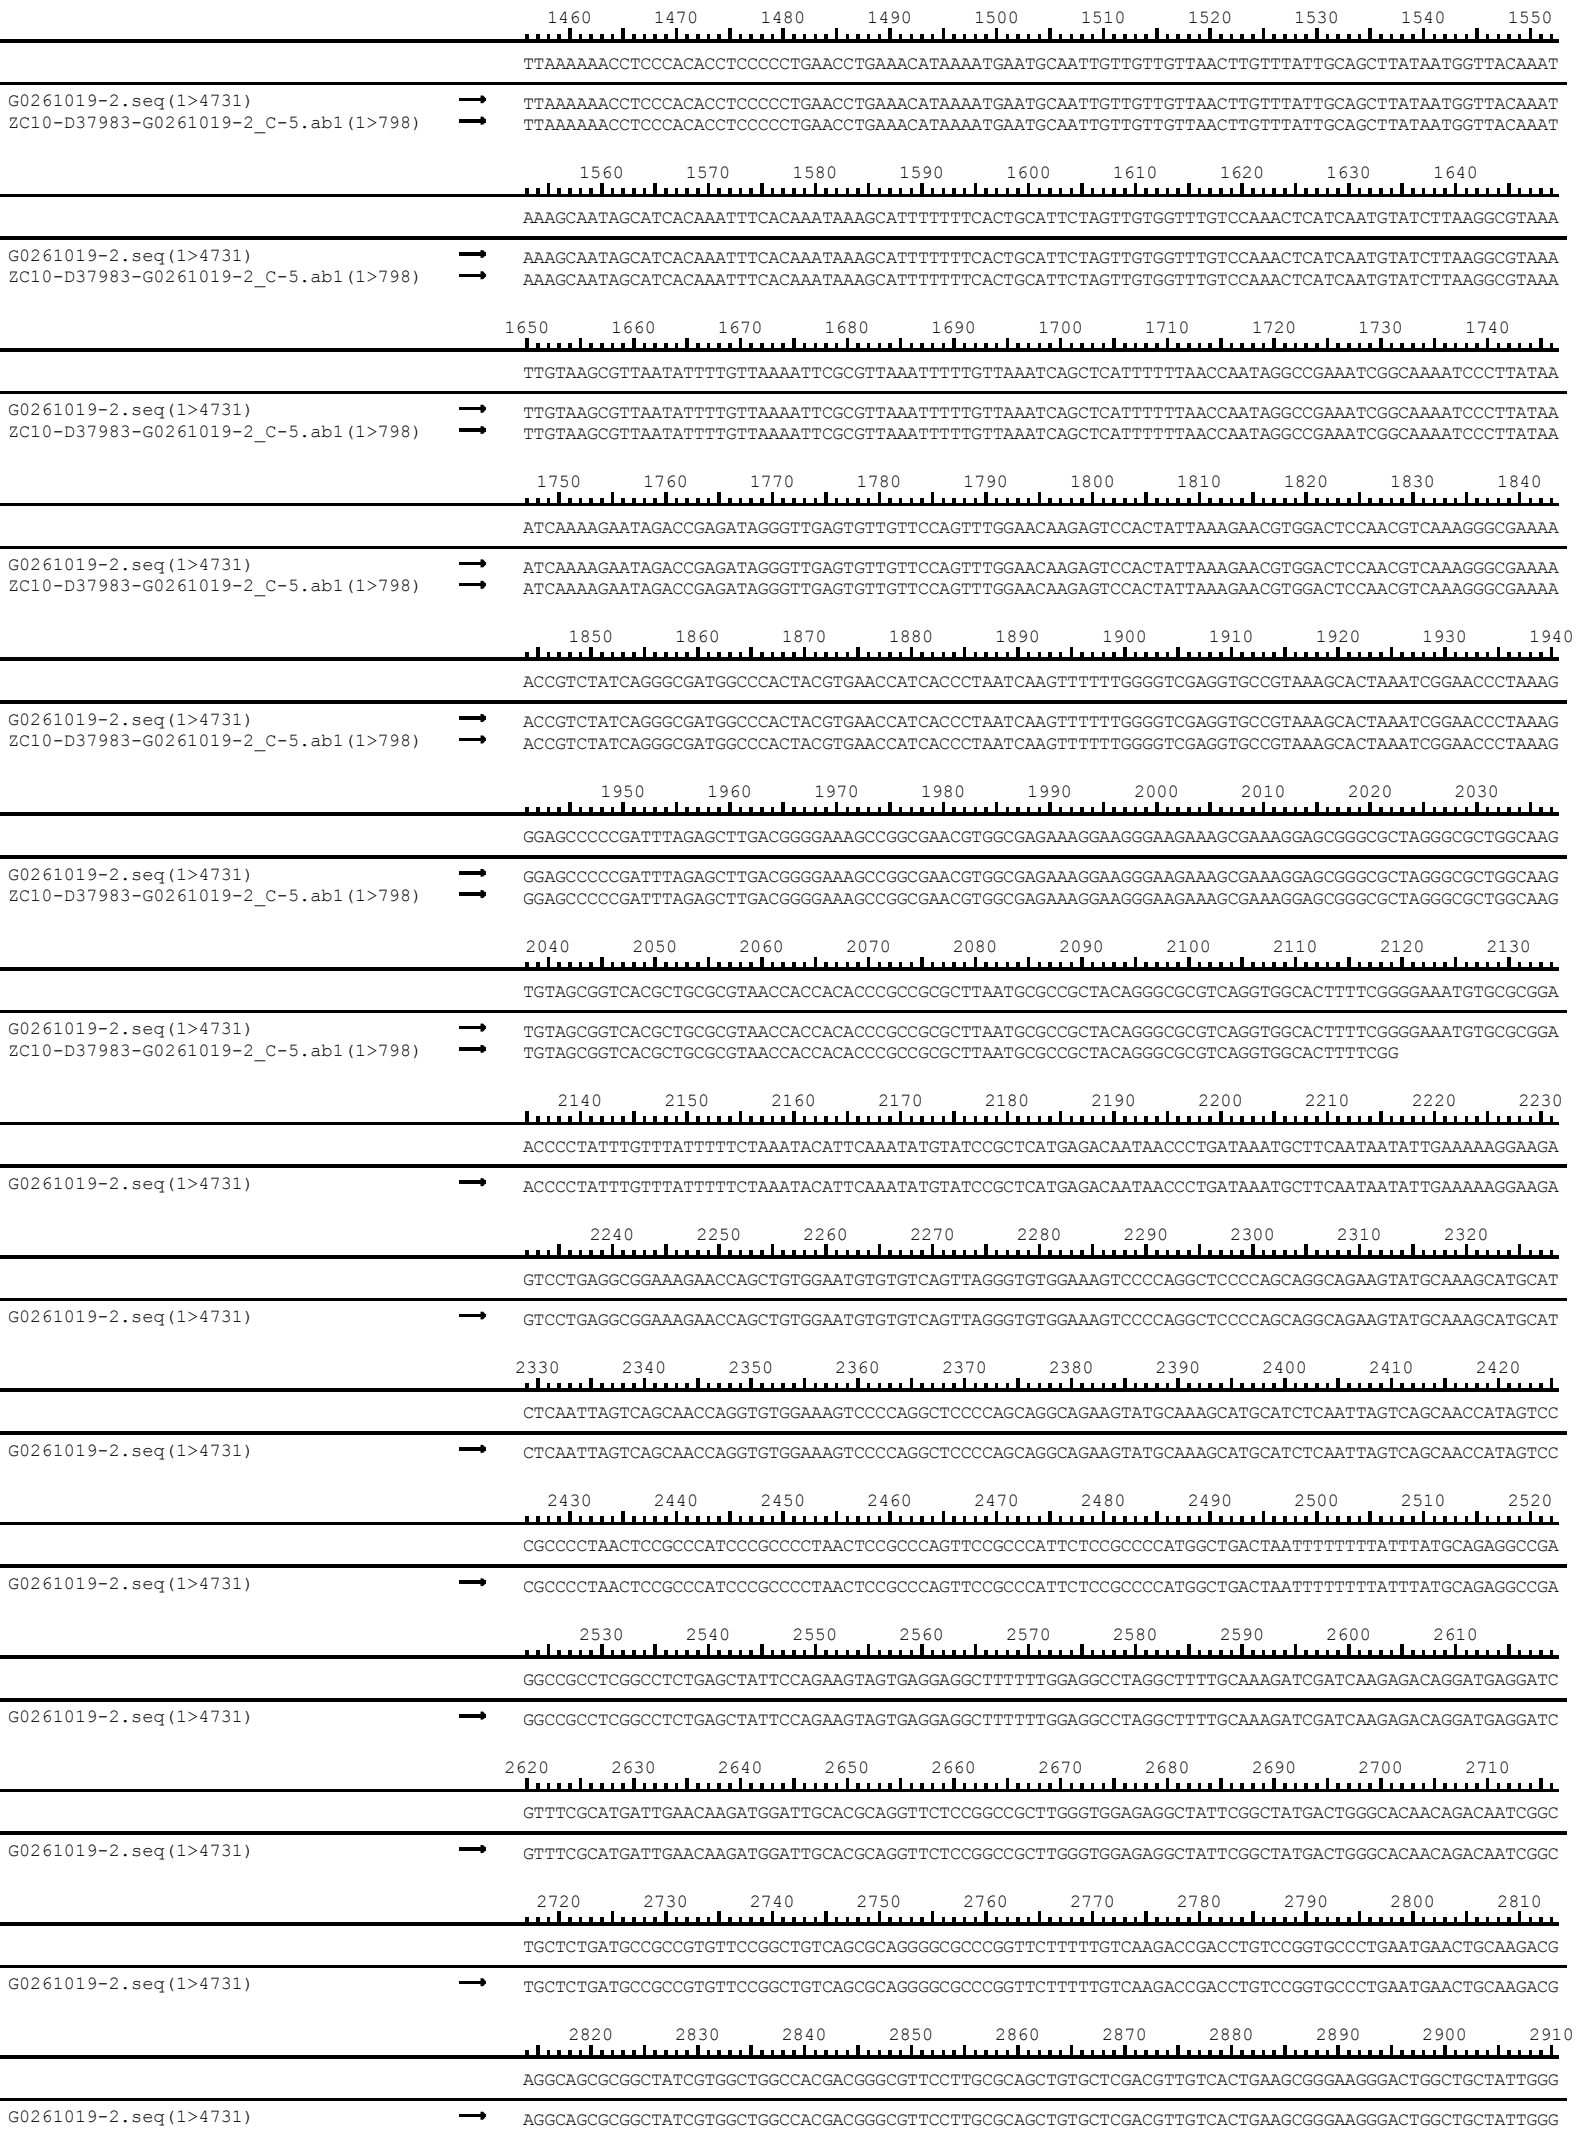 1460 1470 1480 1490 1500 1510 1520 1530 1540 1550
TTAAAAAACCTCCCACACCTCCCCCTGAACCTGAAACATAAAATGAATGCAATTGTTGTTGTTAACTTGTTTATTGCAGCTTATAATGGTTACAAAT
G0261019-2.seq(1>4731) → TTAAAAAACCTCCCACACCTCCCCCTGAACCTGAAACATAAAATGAATGCAATTGTTGTTGTTAACTTGTTTATTGCAGCTTATAATGGTTACAAAT
ZC10-D37983-G0261019-2_C-5.ab1(1>798) → TTAAAAAACCTCCCACACCTCCCCCTGAACCTGAAACATAAAATGAATGCAATTGTTGTTGTTAACTTGTTTATTGCAGCTTATAATGGTTACAAAT
1560 1570 1580 1590 1600 1610 1620 1630 1640
AAAGCAATAGCATCACAAATTTCACAAATAAAGCATTTTTTTCACTGCATTCTAGTTGTGGTTTGTCCAAACTCATCAATGTATCTTAAGGCGTAAA
G0261019-2.seq(1>4731) → AAAGCAATAGCATCACAAATTTCACAAATAAAGCATTTTTTTCACTGCATTCTAGTTGTGGTTTGTCCAAACTCATCAATGTATCTTAAGGCGTAAA
ZC10-D37983-G0261019-2_C-5.ab1(1>798) → AAAGCAATAGCATCACAAATTTCACAAATAAAGCATTTTTTTCACTGCATTCTAGTTGTGGTTTGTCCAAACTCATCAATGTATCTTAAGGCGTAAA
1650 1660 1670 1680 1690 1700 1710 1720 1730 1740
TTGTAAGCGTTAATATTTTGTTAAAATTCGCGTTAAATTTTTGTTAAATCAGCTCATTTTTTAACCAATAGGCCGAAATCGGCAAAATCCCTTATAA
G0261019-2.seq(1>4731) → TTGTAAGCGTTAATATTTTGTTAAAATTCGCGTTAAATTTTTGTTAAATCAGCTCATTTTTTAACCAATAGGCCGAAATCGGCAAAATCCCTTATAA
ZC10-D37983-G0261019-2_C-5.ab1(1>798) → TTGTAAGCGTTAATATTTTGTTAAAATTCGCGTTAAATTTTTGTTAAATCAGCTCATTTTTTAACCAATAGGCCGAAATCGGCAAAATCCCTTATAA
1750 1760 1770 1780 1790 1800 1810 1820 1830 1840
ATCAAAAGAATAGACCGAGATAGGGTTGAGTGTTGTTCCAGTTTGGAACAAGAGTCCACTATTAAAGAACGTGGACTCCAACGTCAAAGGGCGAAAA
G0261019-2.seq(1>4731) → ATCAAAAGAATAGACCGAGATAGGGTTGAGTGTTGTTCCAGTTTGGAACAAGAGTCCACTATTAAAGAACGTGGACTCCAACGTCAAAGGGCGAAAA
ZC10-D37983-G0261019-2_C-5.ab1(1>798) → ATCAAAAGAATAGACCGAGATAGGGTTGAGTGTTGTTCCAGTTTGGAACAAGAGTCCACTATTAAAGAACGTGGACTCCAACGTCAAAGGGCGAAAA
1850 1860 1870 1880 1890 1900 1910 1920 1930 1940
ACCGTCTATCAGGGCGATGGCCCACTACGTGAACCATCACCCTAATCAAGTTTTTTGGGGTCGAGGTGCCGTAAAGCACTAAATCGGAACCCTAAAG
G0261019-2.seq(1>4731) → ACCGTCTATCAGGGCGATGGCCCACTACGTGAACCATCACCCTAATCAAGTTTTTTGGGGTCGAGGTGCCGTAAAGCACTAAATCGGAACCCTAAAG
ZC10-D37983-G0261019-2_C-5.ab1(1>798) → ACCGTCTATCAGGGCGATGGCCCACTACGTGAACCATCACCCTAATCAAGTTTTTTGGGGTCGAGGTGCCGTAAAGCACTAAATCGGAACCCTAAAG
1950 1960 1970 1980 1990 2000 2010 2020 2030
GGAGCCCCCGATTTAGAGCTTGACGGGGAAAGCCGGCGAACGTGGCGAGAAAGGAAGGGAAGAAAGCGAAAGGAGCGGGCGCTAGGGCGCTGGCAAG
G0261019-2.seq(1>4731) → GGAGCCCCCGATTTAGAGCTTGACGGGGAAAGCCGGCGAACGTGGCGAGAAAGGAAGGGAAGAAAGCGAAAGGAGCGGGCGCTAGGGCGCTGGCAAG
ZC10-D37983-G0261019-2_C-5.ab1(1>798) → GGAGCCCCCGATTTAGAGCTTGACGGGGAAAGCCGGCGAACGTGGCGAGAAAGGAAGGGAAGAAAGCGAAAGGAGCGGGCGCTAGGGCGCTGGCAAG
2040 2050 2060 2070 2080 2090 2100 2110 2120 2130
TGTAGCGGTCACGCTGCGCGTAACCACCACACCCGCCGCGCTTAATGCGCCGCTACAGGGCGCGTCAGGTGGCACTTTTCGGGGAAATGTGCGCGGA
G0261019-2.seq(1>4731) → TGTAGCGGTCACGCTGCGCGTAACCACCACACCCGCCGCGCTTAATGCGCCGCTACAGGGCGCGTCAGGTGGCACTTTTCGGGGAAATGTGCGCGGA
ZC10-D37983-G0261019-2_C-5.ab1(1>798) → TGTAGCGGTCACGCTGCGCGTAACCACCACACCCGCCGCGCTTAATGCGCCGCTACAGGGCGCGTCAGGTGGCACTTTTCGG
2140 2150 2160 2170 2180 2190 2200 2210 2220 2230
ACCCCTATTTGTTTATTTTTCTAAATACATTCAAATATGTATCCGCTCATGAGACAATAACCCTGATAAATGCTTCAATAATATTGAAAAAGGAAGA
G0261019-2.seq(1>4731) → ACCCCTATTTGTTTATTTTTCTAAATACATTCAAATATGTATCCGCTCATGAGACAATAACCCTGATAAATGCTTCAATAATATTGAAAAAGGAAGA
2240 2250 2260 2270 2280 2290 2300 2310 2320
GTCCTGAGGCGGAAAGAACCAGCTGTGGAATGTGTGTCAGTTAGGGTGTGGAAAGTCCCCAGGCTCCCCAGCAGGCAGAAGTATGCAAAGCATGCAT
G0261019-2.seq(1>4731) → GTCCTGAGGCGGAAAGAACCAGCTGTGGAATGTGTGTCAGTTAGGGTGTGGAAAGTCCCCAGGCTCCCCAGCAGGCAGAAGTATGCAAAGCATGCAT
2330 2340 2350 2360 2370 2380 2390 2400 2410 2420
CTCAATTAGTCAGCAACCAGGTGTGGAAAGTCCCCAGGCTCCCCAGCAGGCAGAAGTATGCAAAGCATGCATCTCAATTAGTCAGCAACCATAGTCC
G0261019-2.seq(1>4731) → CTCAATTAGTCAGCAACCAGGTGTGGAAAGTCCCCAGGCTCCCCAGCAGGCAGAAGTATGCAAAGCATGCATCTCAATTAGTCAGCAACCATAGTCC
2430 2440 2450 2460 2470 2480 2490 2500 2510 2520
CGCCCCTAACTCCGCCCATCCCGCCCCTAACTCCGCCCAGTTCCGCCCATTCTCCGCCCCATGGCTGACTAATTTTTTTTATTTATGCAGAGGCCGA
G0261019-2.seq(1>4731) → CGCCCCTAACTCCGCCCATCCCGCCCCTAACTCCGCCCAGTTCCGCCCATTCTCCGCCCCATGGCTGACTAATTTTTTTTATTTATGCAGAGGCCGA
2530 2540 2550 2560 2570 2580 2590 2600 2610
GGCCGCCTCGGCCTCTGAGCTATTCCAGAAGTAGTGAGGAGGCTTTTTTGGAGGCCTAGGCTTTTGCAAAGATCGATCAAGAGACAGGATGAGGATC
G0261019-2.seq(1>4731) → GGCCGCCTCGGCCTCTGAGCTATTCCAGAAGTAGTGAGGAGGCTTTTTTGGAGGCCTAGGCTTTTGCAAAGATCGATCAAGAGACAGGATGAGGATC
2620 2630 2640 2650 2660 2670 2680 2690 2700 2710
GTTTCGCATGATTGAACAAGATGGATTGCACGCAGGTTCTCCGGCCGCTTGGGTGGAGAGGCTATTCGGCTATGACTGGGCACAACAGACAATCGGC
G0261019-2.seq(1>4731) → GTTTCGCATGATTGAACAAGATGGATTGCACGCAGGTTCTCCGGCCGCTTGGGTGGAGAGGCTATTCGGCTATGACTGGGCACAACAGACAATCGGC
2720 2730 2740 2750 2760 2770 2780 2790 2800 2810
TGCTCTGATGCCGCCGTGTTCCGGCTGTCAGCGCAGGGGCGCCCGGTTCTTTTTGTCAAGACCGACCTGTCCGGTGCCCTGAATGAACTGCAAGACG
G0261019-2.seq(1>4731) → TGCTCTGATGCCGCCGTGTTCCGGCTGTCAGCGCAGGGGCGCCCGGTTCTTTTTGTCAAGACCGACCTGTCCGGTGCCCTGAATGAACTGCAAGACG
2820 2830 2840 2850 2860 2870 2880 2890 2900 2910
AGGCAGCGCGGCTATCGTGGCTGGCCACGACGGGCGTTCCTTGCGCAGCTGTGCTCGACGTTGTCACTGAAGCGGGAAGGGACTGGCTGCTATTGGG
G0261019-2.seq(1>4731) → AGGCAGCGCGGCTATCGTGGCTGGCCACGACGGGCGTTCCTTGCGCAGCTGTGCTCGACGTTGTCACTGAAGCGGGAAGGGACTGGCTGCTATTGGG